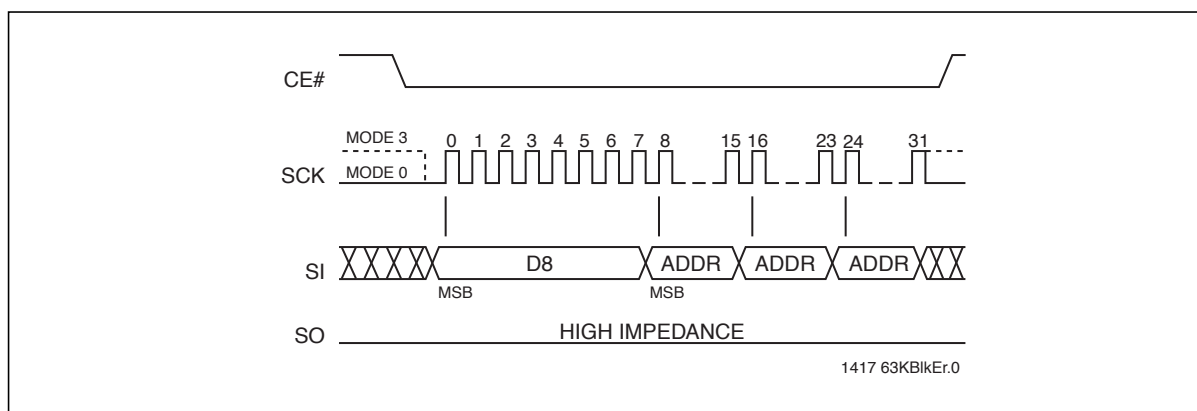 CE#
MODE 3
0 1 2 3 4 5 6 7 8 15 16 23 24 31
SCK MODE 0
SI D8 ADDR ADDR ADDR
MSB MSB
SO HIGH IMPEDANCE
1417 63KBlkEr.0